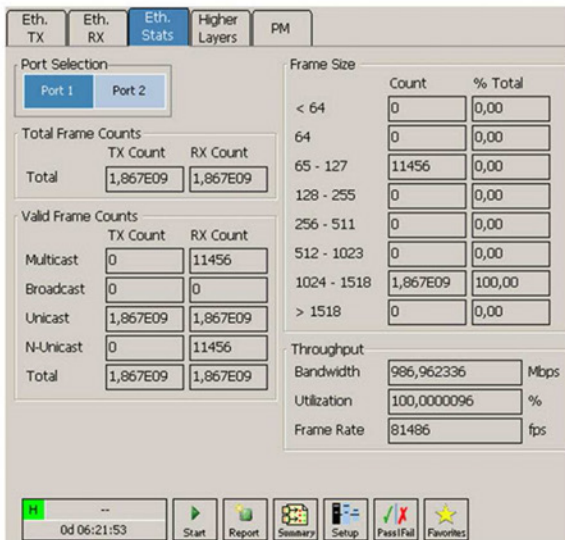 Eth. TX Eth. RX Eth. Stats Higher Layers PM
Port Selection
Port 1 Port 2
Total Frame Counts
TX Count RX Count
Total 1,867E09 1,867E09
Valid Frame Counts
TX Count RX Count
Multicast 0 11456
Broadcast 0 0
Unicast 1,867E09 1,867E09
N-Unicast 0 11456
Total 1,867E09 1,867E09
Frame Size
Count % Total
< 64 0 0,00
64 0 0,00
65 - 127 11456 0,00
128 - 255 0 0,00
256 - 511 0 0,00
512 - 1023 0 0,00
1024 - 1518 1,867E09 100,00
> 1518 0 0,00
Throughput
Bandwidth 986,962336 Mbps
Utilization 100,0000096 %
Frame Rate 81486 fps
H --
0d 06:21:53
Start Report Summary Setup Pass|Fail Favorites